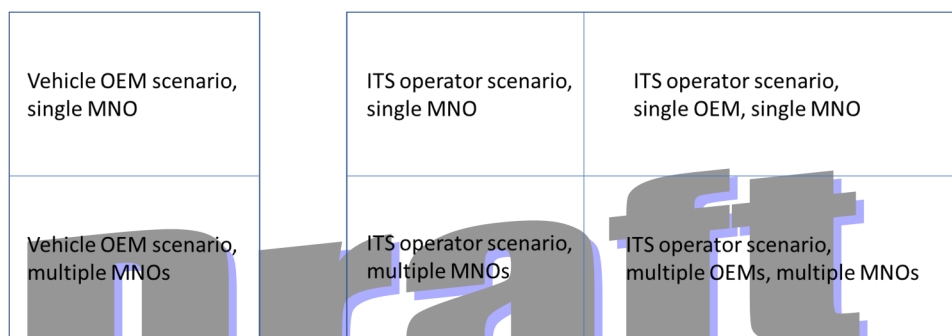 Vehicle OEM scenario,
single MNO
ITS operator scenario,
single MNO
ITS operator scenario,
single OEM, single MNO
Vehicle OEM scenario,
multiple MNOs
ITS operator scenario,
multiple MNOs
ITS operator scenario,
multiple OEMs, multiple MNOs